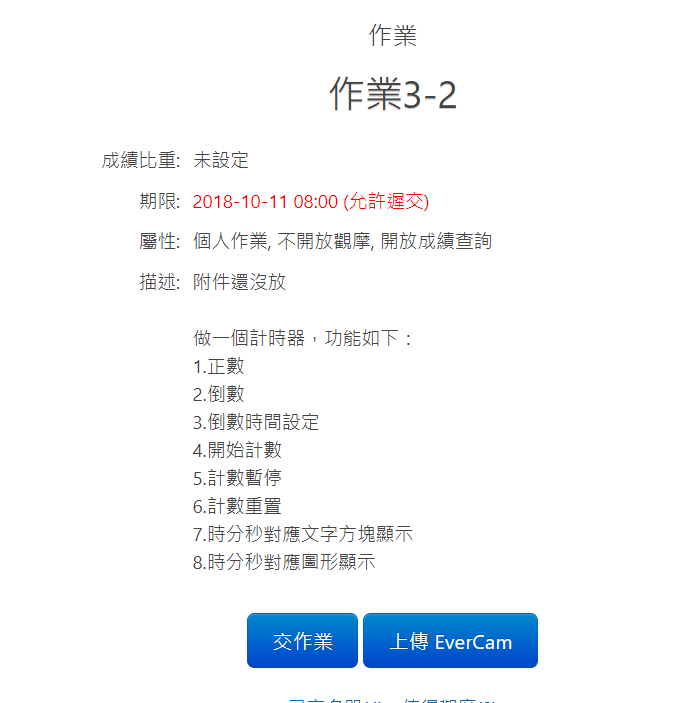 作業
作業3-2
成績比重: 未設定
期限: 2018-10-11 08:00 (允許遲交)
屬性: 個人作業, 不開放觀摩, 開放成績查詢
描述: 附件還沒放
做一個計時器，功能如下：
1.正數
2.倒數
3.倒數時間設定
4.開始計數
5.計數暫停
6.計數重置
7.時分秒對應文字方塊顯示
8.時分秒對應圖形顯示
交作業 上傳 EverCam